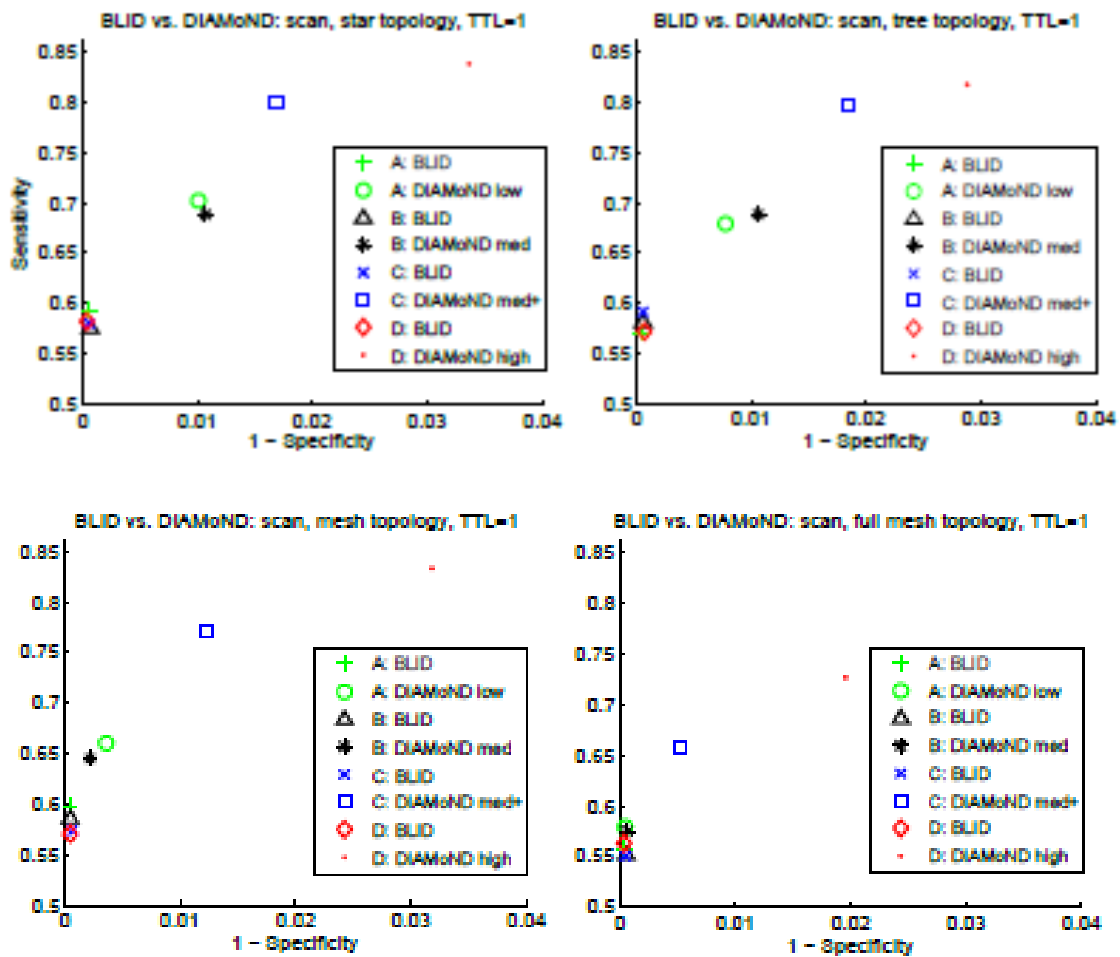 BLID vs. DIAMoND: scan, star topology, TTL=1
0.85
0.8
0.75
0.7
0.65
0.6
0.55
0.5
Sensitivity
A: BLID
A: DIAMoND low
B: BLID
B: DIAMoND med
C: BLID
C: DIAMoND med+
D: BLID
D: DIAMoND high
0 0.01 0.02 0.03 0.04
1 − Specificity
BLID vs. DIAMoND: scan, tree topology, TTL=1
0.85
0.8
0.75
0.7
0.65
0.6
0.55
0.5
A: BLID
A: DIAMoND low
B: BLID
B: DIAMoND med
C: BLID
C: DIAMoND med+
D: BLID
D: DIAMoND high
0 0.01 0.02 0.03 0.04
1 − Specificity
BLID vs. DIAMoND: scan, mesh topology, TTL=1
0.85
0.8
0.75
0.7
0.65
0.6
0.55
0.5
A: BLID
A: DIAMoND low
B: BLID
B: DIAMoND med
C: BLID
C: DIAMoND med+
D: BLID
D: DIAMoND high
0 0.01 0.02 0.03 0.04
1 − Specificity
BLID vs. DIAMoND: scan, full mesh topology, TTL=1
0.85
0.8
0.75
0.7
0.65
0.6
0.55
0.5
A: BLID
A: DIAMoND low
B: BLID
B: DIAMoND med
C: BLID
C: DIAMoND med+
D: BLID
D: DIAMoND high
0 0.01 0.02 0.03 0.04
1 − Specificity